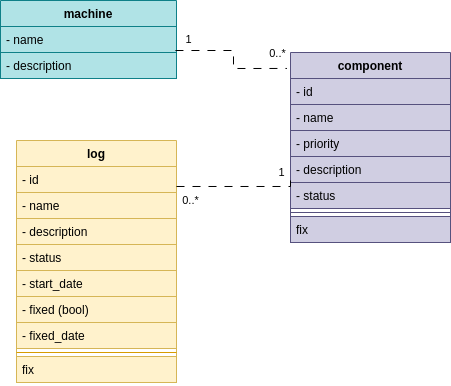 machine
- name
- description
1
0..*
component
- id
- name
- priority
- description
- status
fix
1
0..*
log
- id
- name
- description
- status
- start_date
- fixed (bool)
- fixed_date
fix